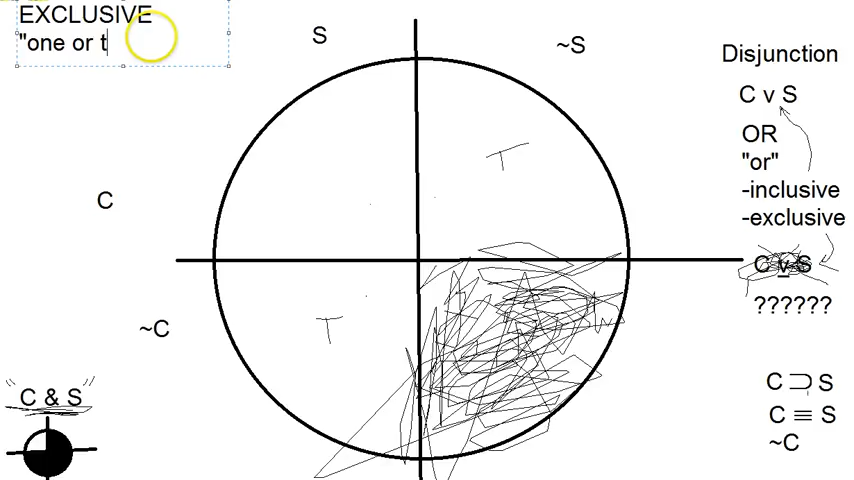 EXCLUSIVE
"one or t
S
~S
C
~C
T
T
"C & S"
Disjunction
C v S
OR
"or"
-inclusive
-exclusive
C v S
??????
C ⊃ S
C ≡ S
~C